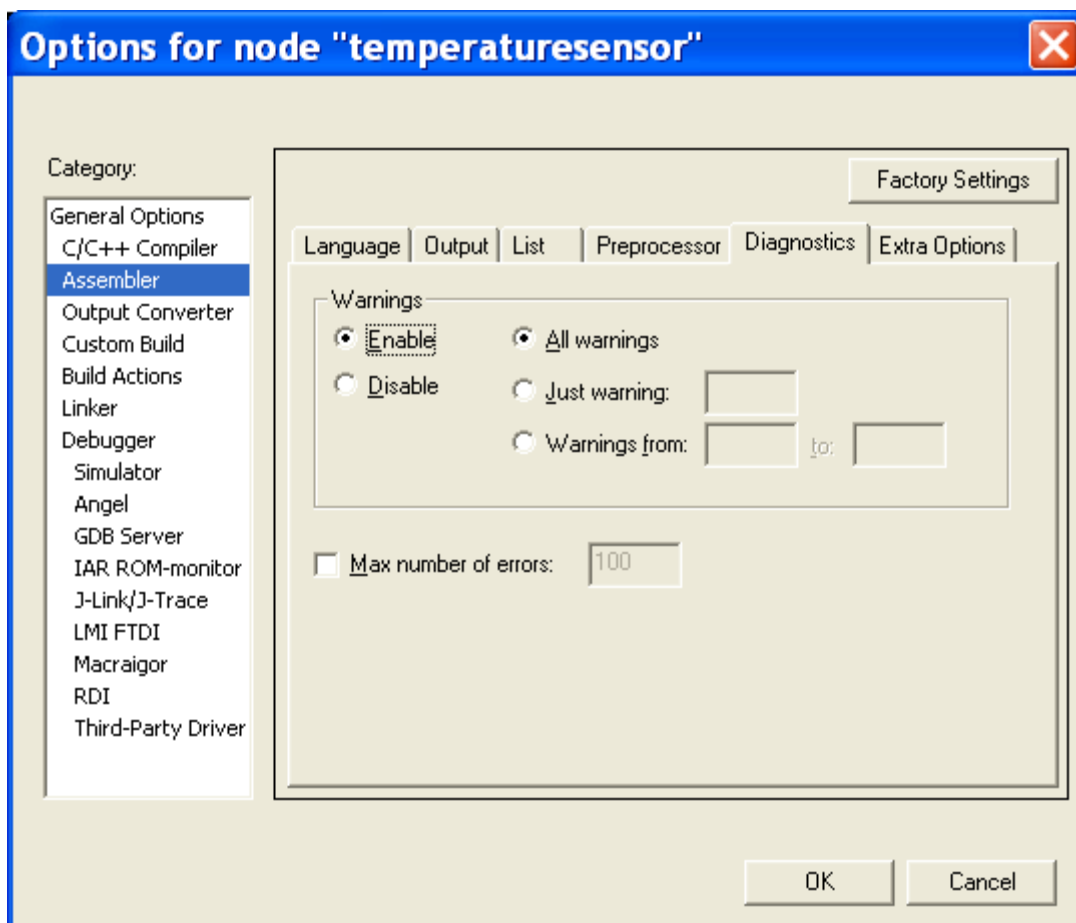 Options for node "temperaturesensor"
Category:
General Options
C/C++ Compiler
Assembler
Output Converter
Custom Build
Build Actions
Linker
Debugger
Simulator
Angel
GDB Server
IAR ROM-monitor
J-Link/J-Trace
LMI FTDI
Macraigor
RDI
Third-Party Driver
Factory Settings
Language Output List Preprocessor Diagnostics Extra Options
Warnings
Enable All warnings
Disable Just warning:
Warnings from: to:
Max number of errors: 100
OK Cancel